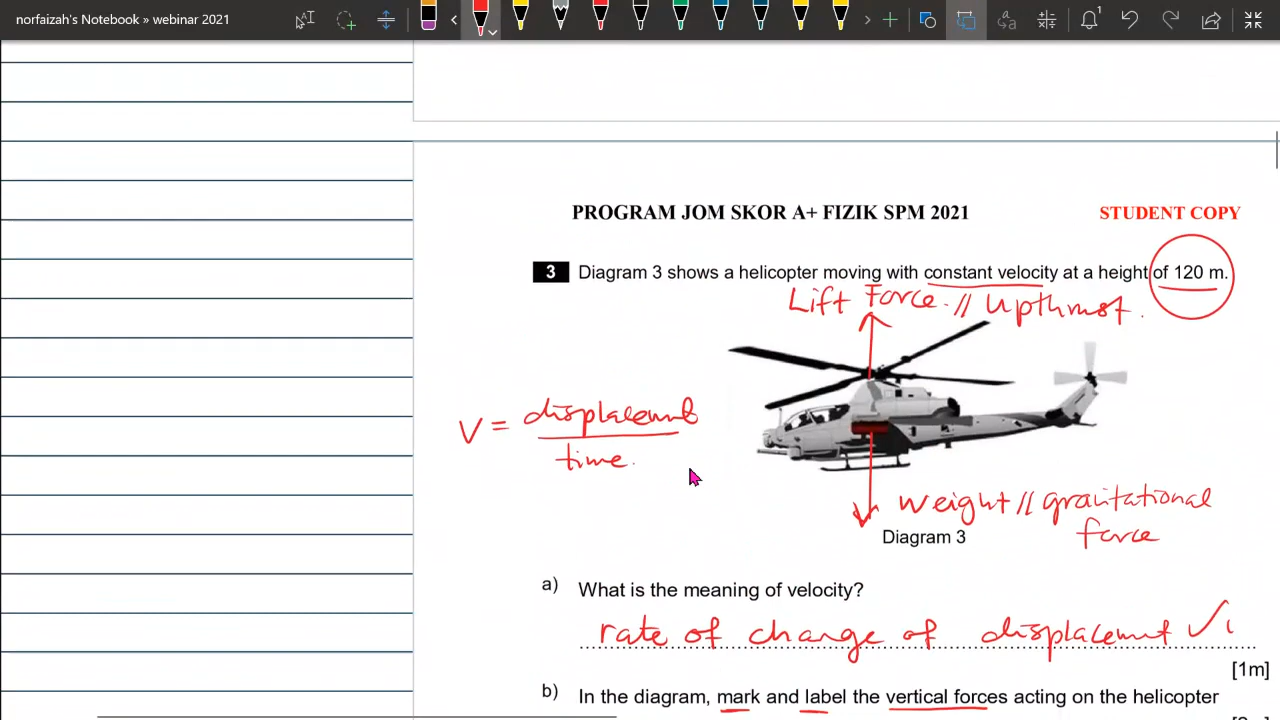 norfaizah's Notebook » webinar 2021
PROGRAM JOM SKOR A+ FIZIK SPM 2021
STUDENT COPY
3 Diagram 3 shows a helicopter moving with constant velocity at a height of 120 m.
Lift Force. // Upthrust.
V = displacement
time.
Weight // gravitational
force
Diagram 3
a) What is the meaning of velocity?
rate of change of displacement ✓1
[1m]
b) In the diagram, mark and label the vertical forces acting on the helicopter